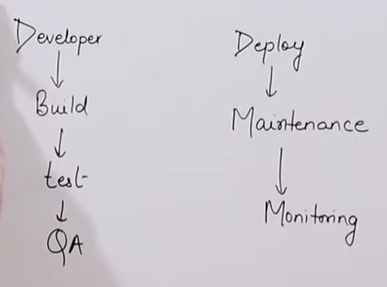 Developer
Build
test
QA
Deploy
Maintenance
Monitoring